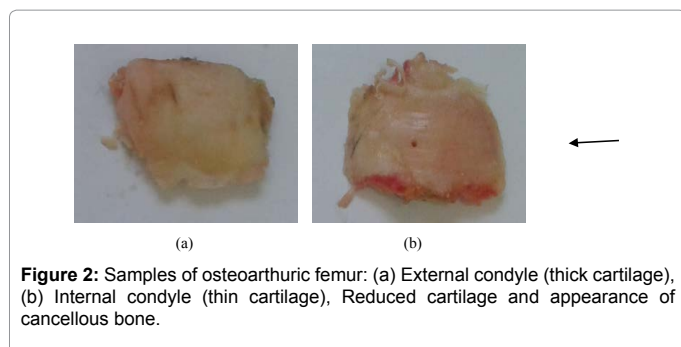 (a)
(b)
Figure 2: Samples of osteoarthuric femur: (a) External condyle (thick cartilage),
(b) Internal condyle (thin cartilage), Reduced cartilage and appearance of
cancellous bone.